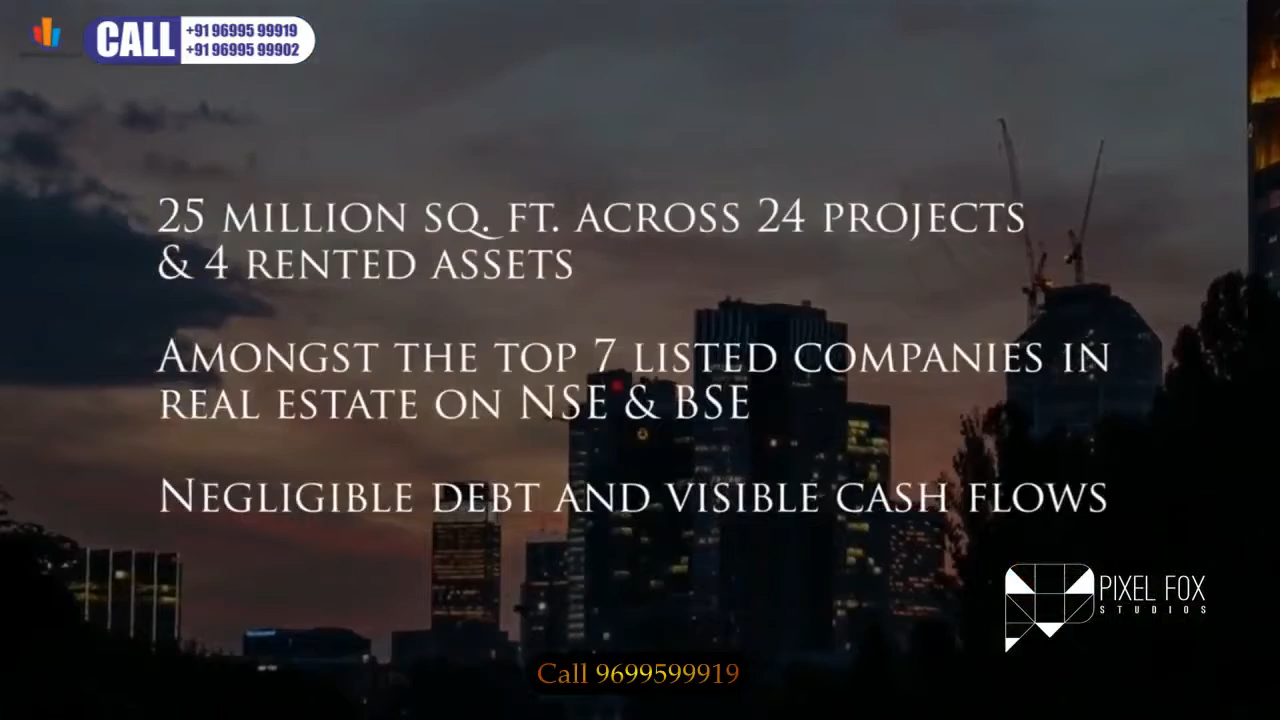 CALL
+91 96995 99919
+91 96995 99902
25 MILLION SQ. FT. ACROSS 24 PROJECTS
& 4 RENTED ASSETS
AMONGST THE TOP 7 LISTED COMPANIES IN
REAL ESTATE ON NSE & BSE
NEGLIGIBLE DEBT AND VISIBLE CASH FLOWS
PIXEL FOX
STUDIOS
Call 9699599919